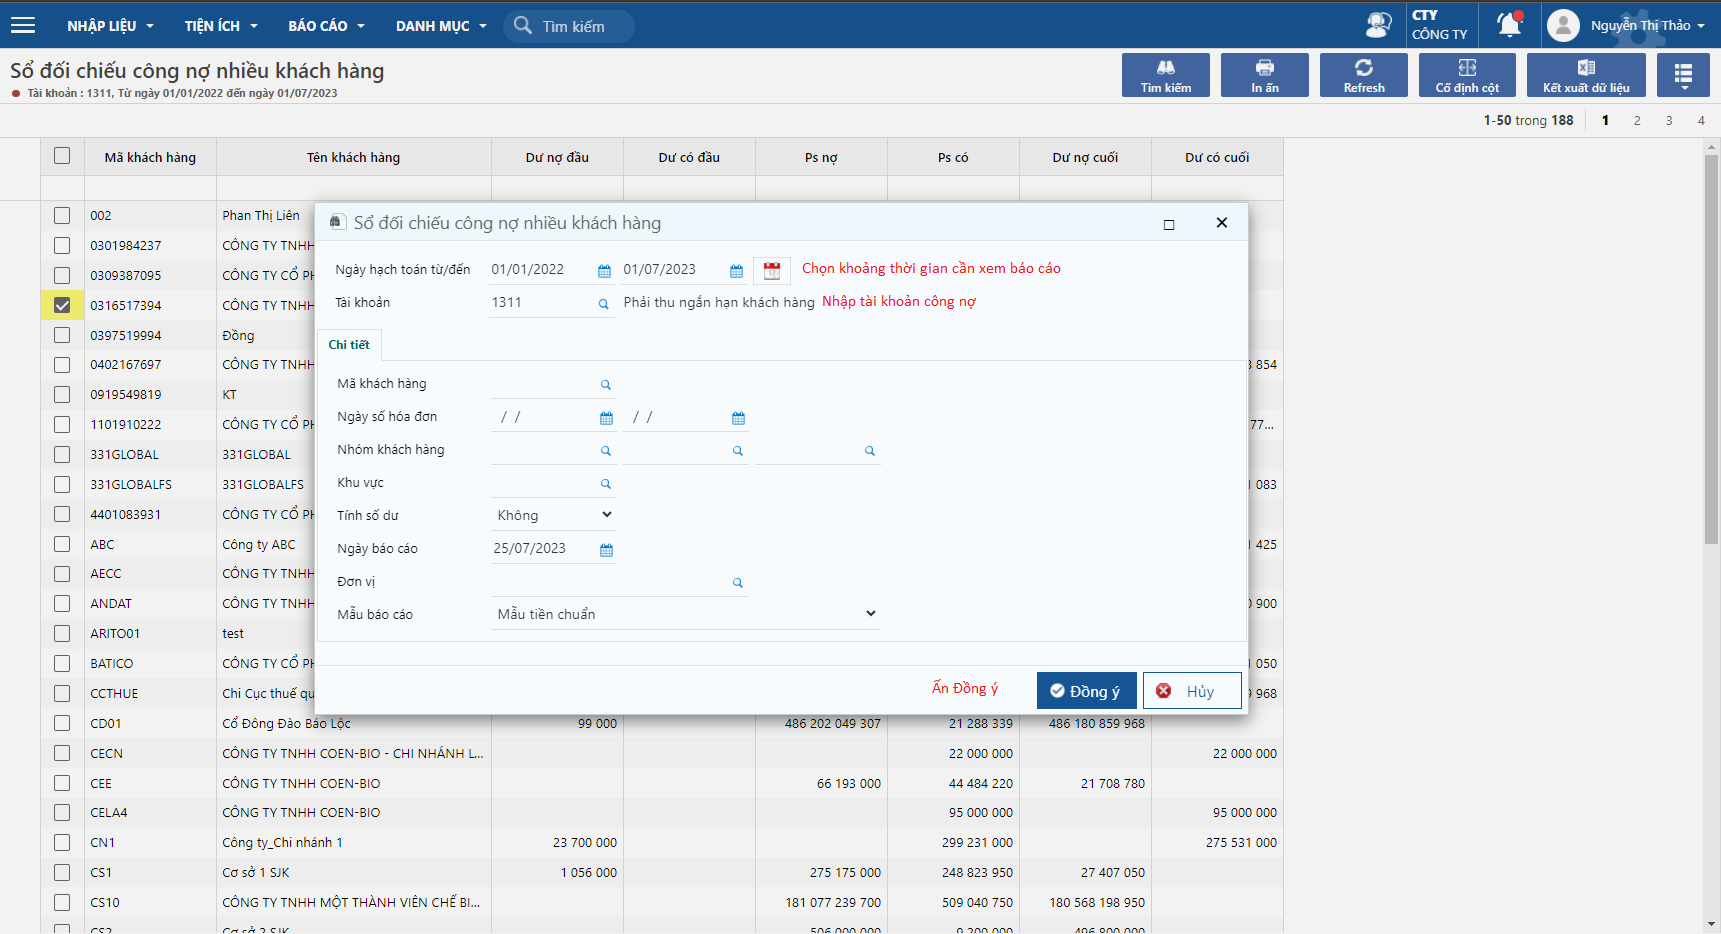 NHẬP LIỆU TIỆN ÍCH BÁO CÁO DANH MỤC Tìm kiếm CTY CÔNG TY Nguyễn Thị Thảo
Sổ đối chiếu công nợ nhiều khách hàng
Tài khoản : 1311, Từ ngày 01/01/2022 đến ngày 01/07/2023
Tìm kiếm In ấn Refresh Cố định cột Kết xuất dữ liệu
1-50 trong 188 1 2 3 4
Mã khách hàng Tên khách hàng Dư nợ đầu Dư có đầu Ps nợ Ps có Dư nợ cuối Dư có cuối
002 Phan Thị Liên
0301984237 CÔNG TY TNHH
0309387095 CÔNG TY CỔ PH
0316517394 CÔNG TY TNHH
0397519994 Đồng
0402167697 CÔNG TY TNHH 854
0919549819 KT
1101910222 CÔNG TY CỔ PH 77...
331GLOBAL 331GLOBAL
331GLOBALFS 331GLOBALFS 083
4401083931 CÔNG TY CỔ PH
ABC Công ty ABC 425
AECC CÔNG TY TNHH
ANDAT CÔNG TY TNHH 900
ARITO01 test
BATICO CÔNG TY CỔ PH 050
CCTHUE Chi Cục thuế qu 968
CD01 Cổ Đông Đào Bảo Lộc 99 000 486 202 049 307 21 288 339 486 180 859 968
CECN CÔNG TY TNHH COEN-BIO - CHI NHÁNH L... 22 000 000 22 000 000
CEE CÔNG TY TNHH COEN-BIO 66 193 000 44 484 220 21 708 780
CELA4 CÔNG TY TNHH COEN-BIO 95 000 000 95 000 000
CN1 Công ty_Chi nhánh 1 23 700 000 299 231 000 275 531 000
CS1 Cơ sở 1 SJK 1 056 000 275 175 000 248 823 950 27 407 050
CS10 CÔNG TY TNHH MỘT THÀNH VIÊN CHẾ BI... 181 077 239 700 509 040 750 180 568 198 950
CS2 Cơ sở 2 SJK 506 000 000 9 200 000 496 800 000
Sổ đối chiếu công nợ nhiều khách hàng
Ngày hạch toán từ/đến 01/01/2022 01/07/2023 Chọn khoảng thời gian cần xem báo cáo
Tài khoản 1311 Phải thu ngắn hạn khách hàng Nhập tài khoản công nợ
Chi tiết
Mã khách hàng
Ngày số hóa đơn / / / /
Nhóm khách hàng
Khu vực
Tính số dư Không
Ngày báo cáo 25/07/2023
Đơn vị
Mẫu báo cáo Mẫu tiền chuẩn
Ấn Đồng ý Đồng ý Hủy